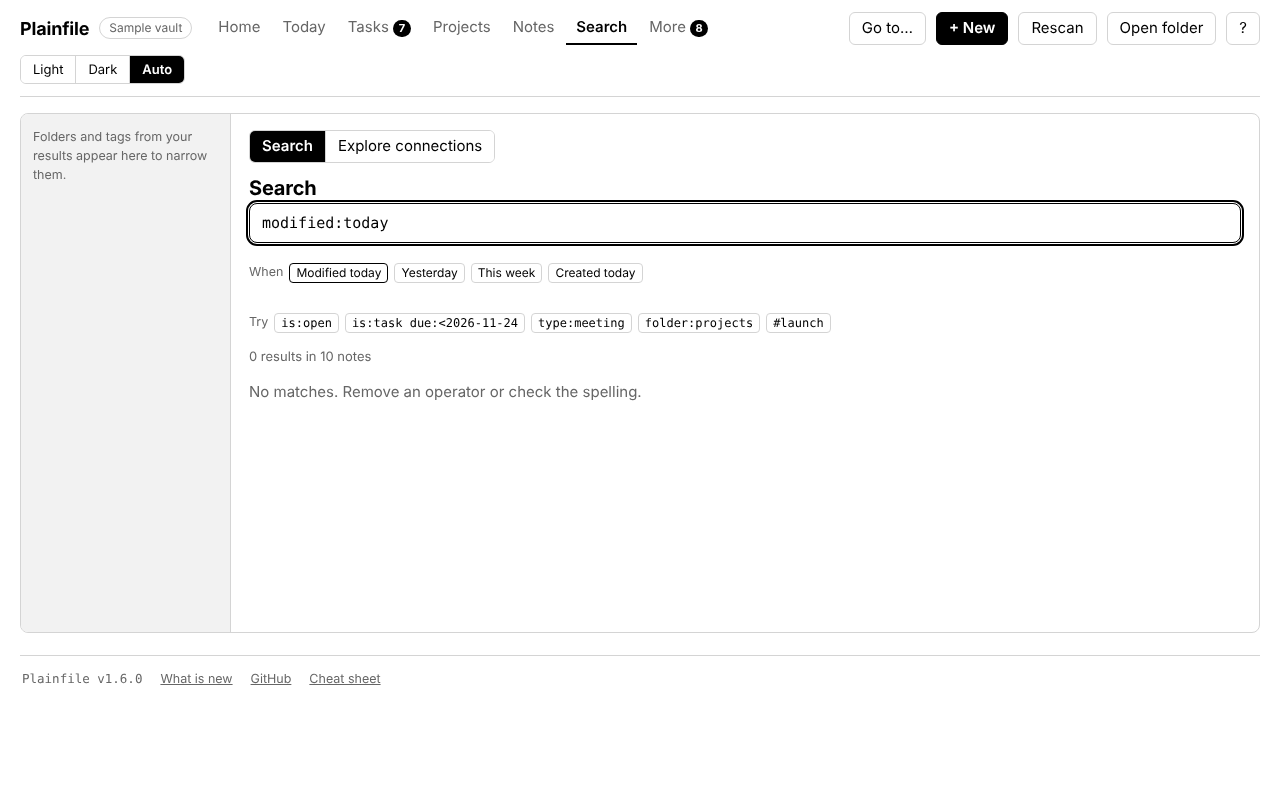 Plainfile Sample vault Home Today Tasks 7 Projects Notes Search More 8 Go to... + New Rescan Open folder ?
Light Dark Auto
Folders and tags from your
results appear here to narrow
them.
Search Explore connections
Search
modified:today
When Modified today Yesterday This week Created today
Try is:open is:task due:<2026-11-24 type:meeting folder:projects #launch
0 results in 10 notes
No matches. Remove an operator or check the spelling.
Plainfile v1.6.0 What is new GitHub Cheat sheet